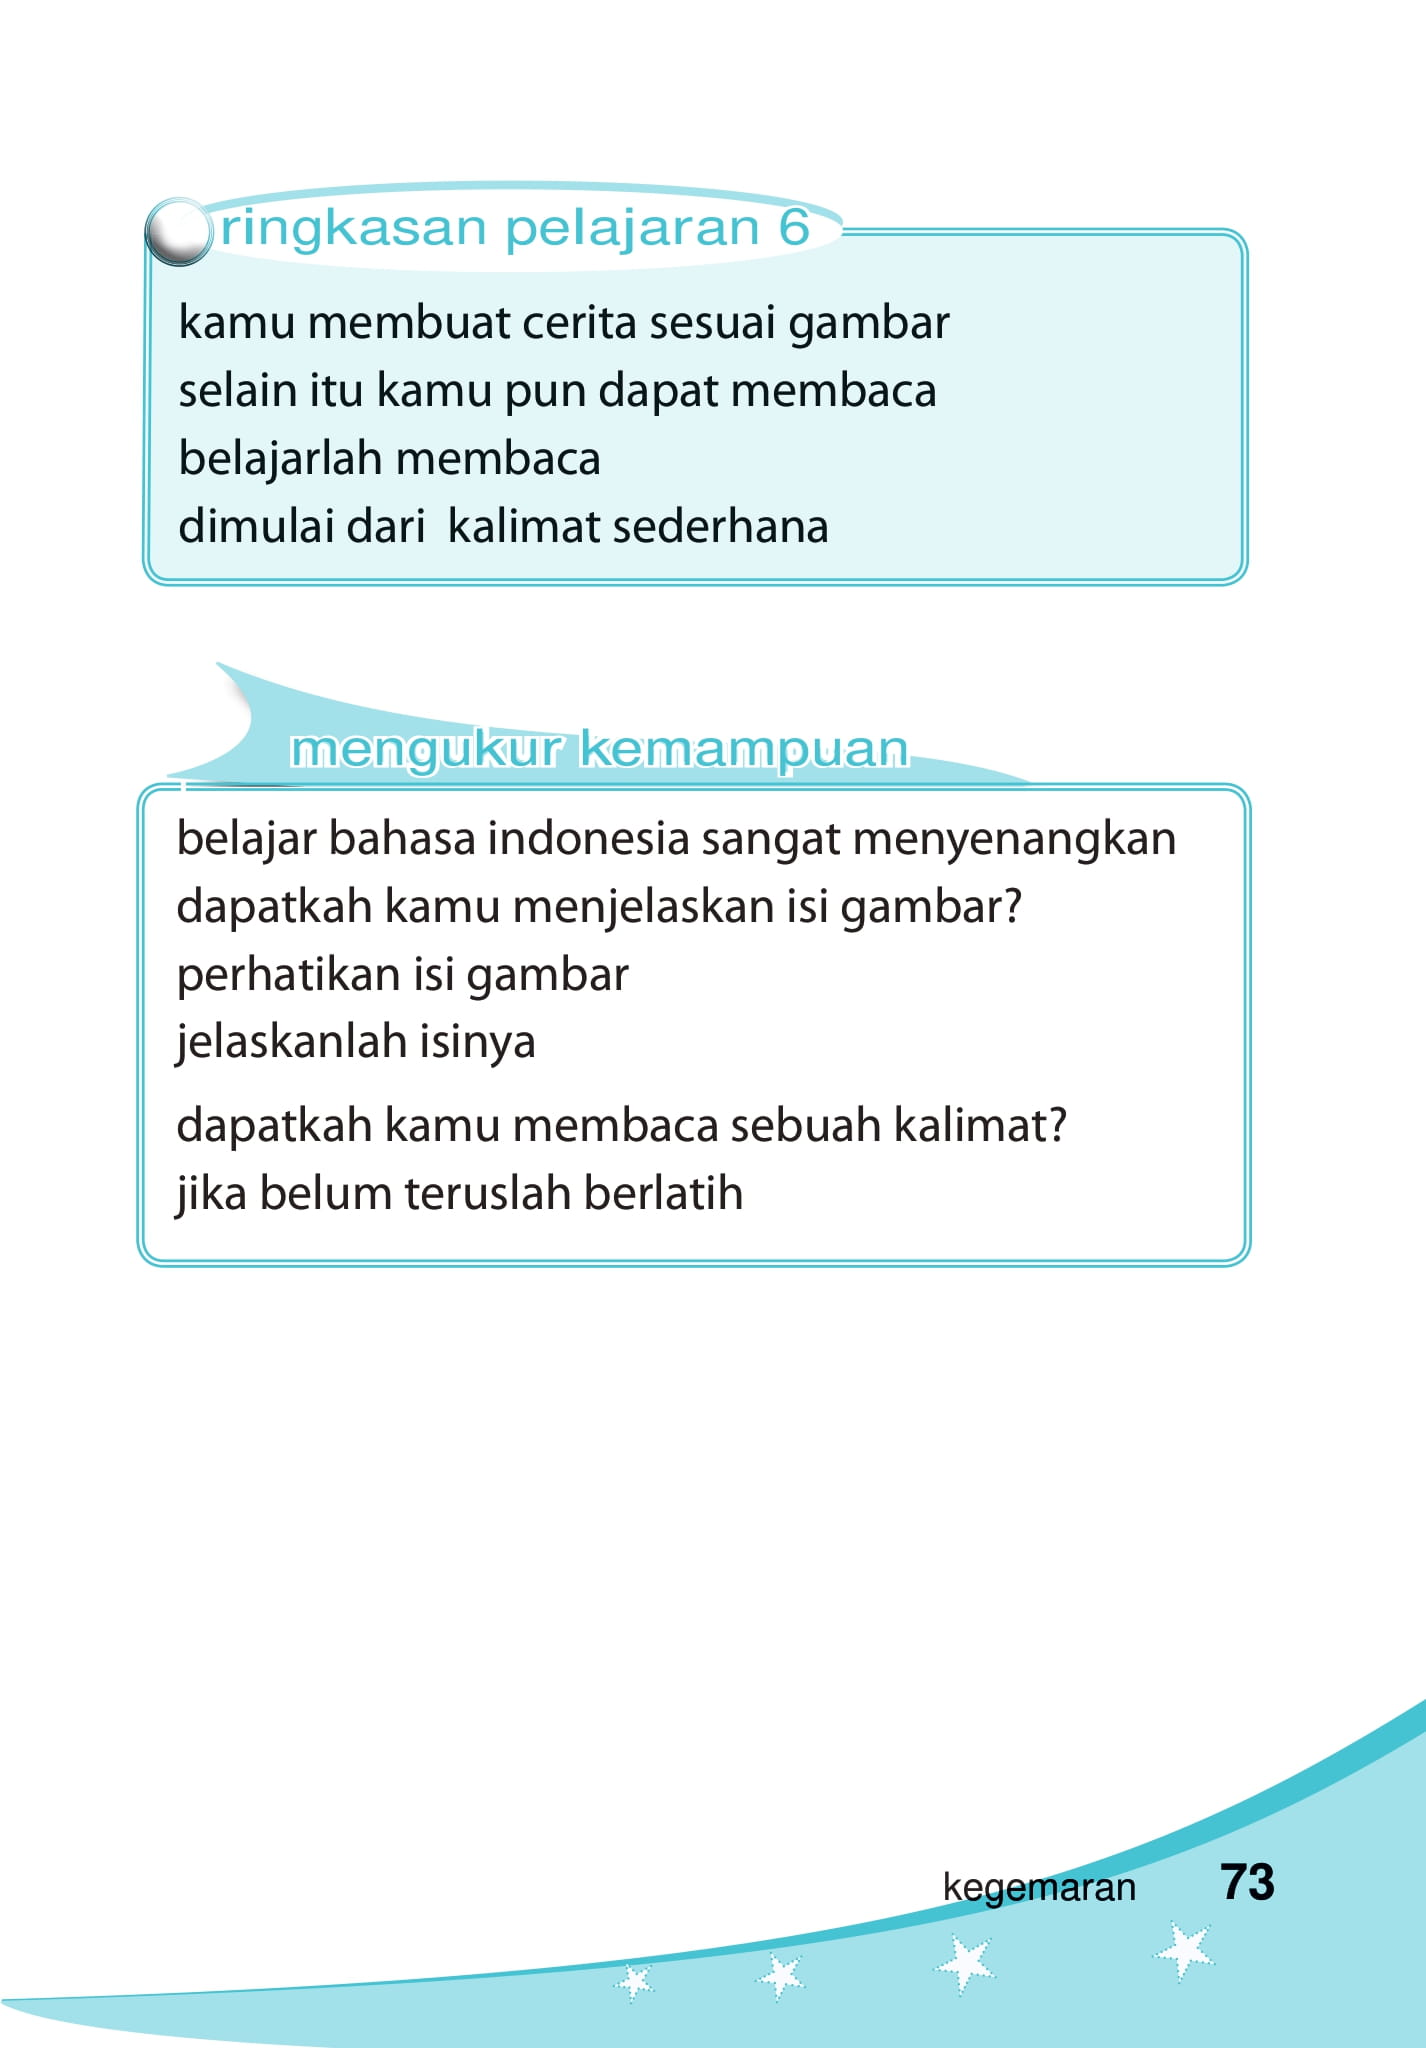 ringkasan pelajaran 6
kamu membuat cerita sesuai gambar
selain itu kamu pun dapat membaca
belajarlah membaca
dimulai dari kalimat sederhana
mengukur kemampuan
belajar bahasa indonesia sangat menyenangkan
dapatkah kamu menjelaskan isi gambar?
perhatikan isi gambar
jelaskanlah isinya
dapatkah kamu membaca sebuah kalimat?
jika belum teruslah berlatih
kegemaran 73